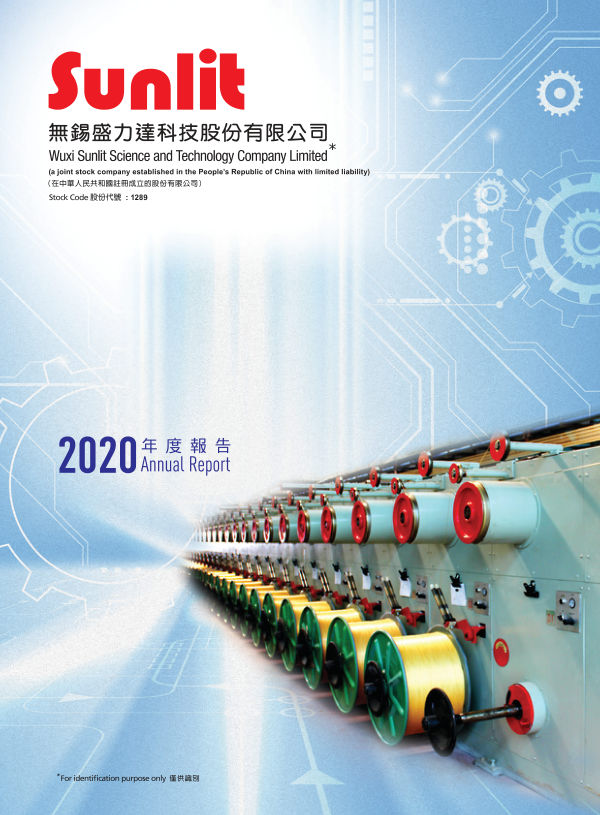 Sunlit
無錫盛力達科技股份有限公司
Wuxi Sunlit Science and Technology Company Limited*
(a joint stock company established in the People's Republic of China with limited liability)
(在中華人民共和國註冊成立的股份有限公司)
Stock Code 股份代號 : 1289
2020 年度報告
Annual Report
*For identification purpose only 僅供識別